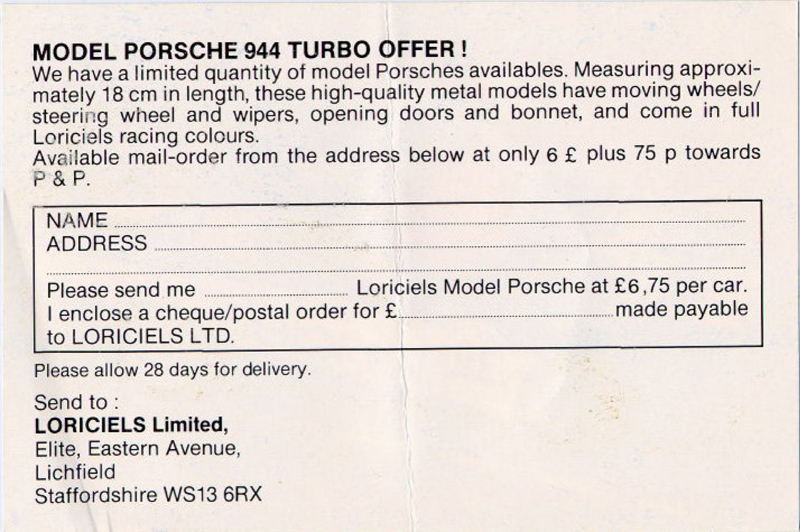 MODEL PORSCHE 944 TURBO OFFER !
We have a limited quantity of model Porsches availables. Measuring approxi-
mately 18 cm in length, these high-quality metal models have moving wheels/
steering wheel and wipers, opening doors and bonnet, and come in full
Loriciels racing colours.
Available mail-order from the address below at only 6 £ plus 75 p towards
P & P.
NAME
ADDRESS
Please send me Loriciels Model Porsche at £6,75 per car.
I enclose a cheque/postal order for £ made payable
to LORICIELS LTD.
Please allow 28 days for delivery.
Send to :
LORICIELS Limited,
Elite, Eastern Avenue,
Lichfield
Staffordshire WS13 6RX